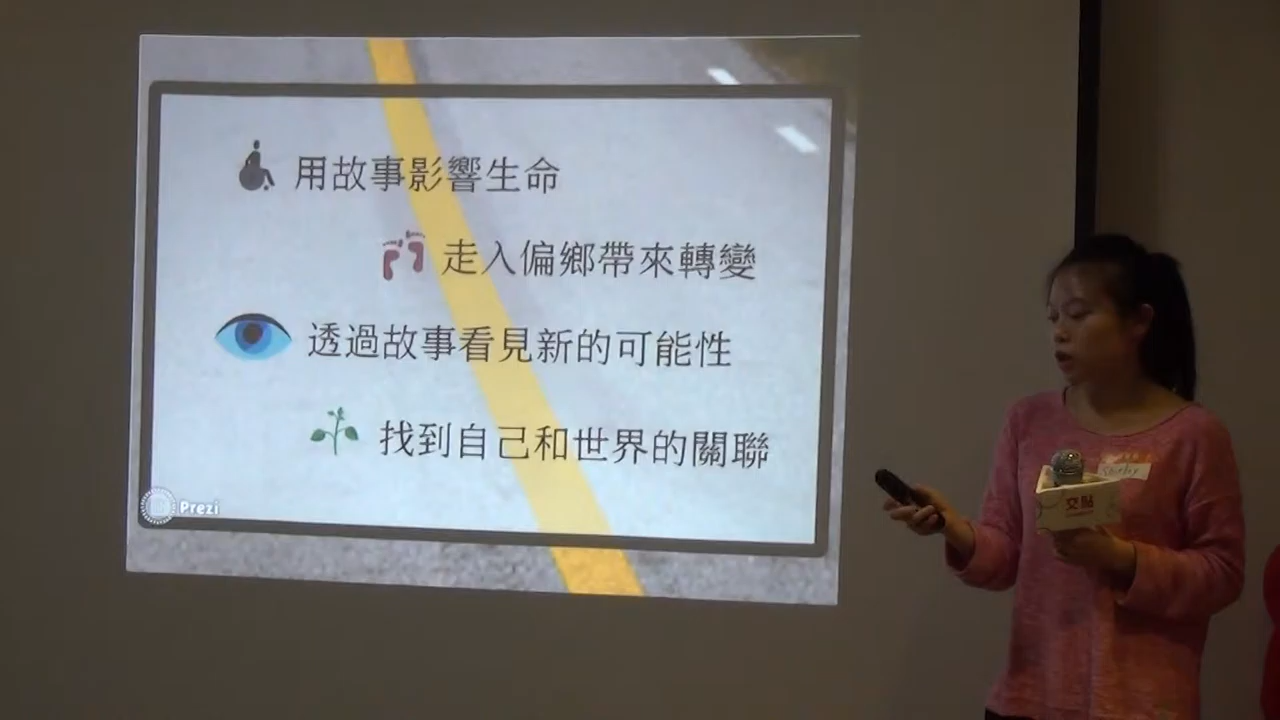 用故事影響生命
走入偏鄉帶來轉變
透過故事看見新的可能性
找到自己和世界的關聯
Prezi
Shirley
交點